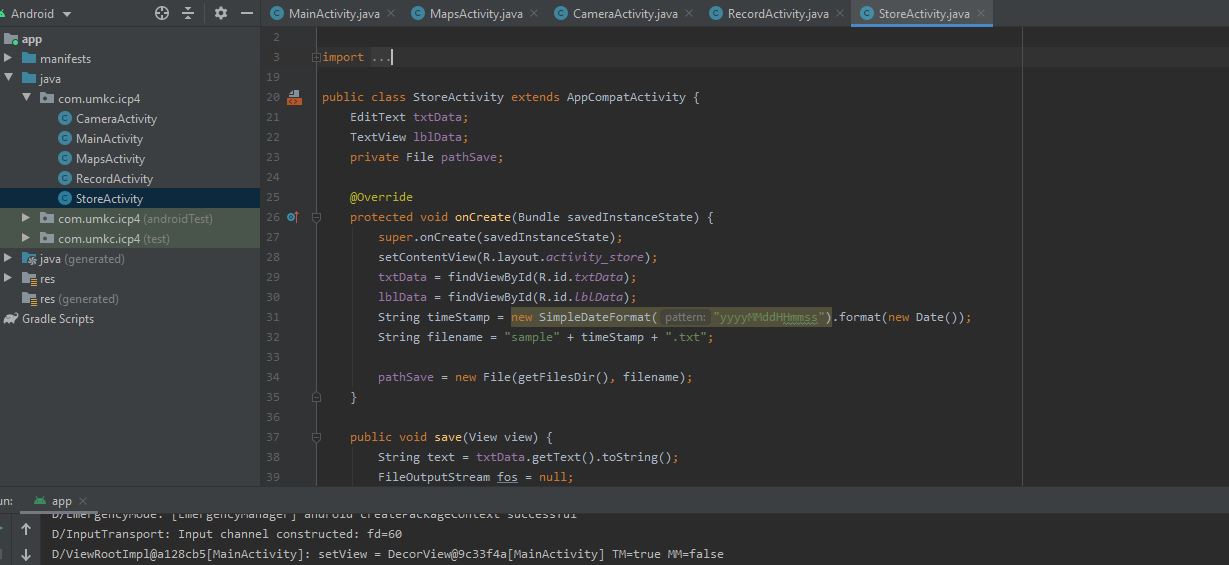 Android
MainActivity.java
MapsActivity.java
CameraActivity.java
RecordActivity.java
StoreActivity.java
app
manifests
java
com.umkc.icp4
CameraActivity
MainActivity
MapsActivity
RecordActivity
StoreActivity
com.umkc.icp4 (androidTest)
com.umkc.icp4 (test)
java (generated)
res
res (generated)
Gradle Scripts
2
3 import ...
19
20 public class StoreActivity extends AppCompatActivity {
21 EditText txtData;
22 TextView lblData;
23 private File pathSave;
24
25 @Override
26 protected void onCreate(Bundle savedInstanceState) {
27 super.onCreate(savedInstanceState);
28 setContentView(R.layout.activity_store);
29 txtData = findViewById(R.id.txtData);
30 lblData = findViewById(R.id.lblData);
31 String timeStamp = new SimpleDateFormat( pattern: "yyyyMMddHHmmss").format(new Date());
32 String filename = "sample" + timeStamp + ".txt";
33
34 pathSave = new File(getFilesDir(), filename);
35 }
36
37 public void save(View view) {
38 String text = txtData.getText().toString();
39 FileOutputStream fos = null;
un: app
D/EmergencyMode: [EmergencyManager] android createPackageContext successful
D/InputTransport: Input channel constructed: fd=60
D/ViewRootImpl@a128cb5[MainActivity]: setView = DecorView@9c33f4a[MainActivity] TM=true MM=false